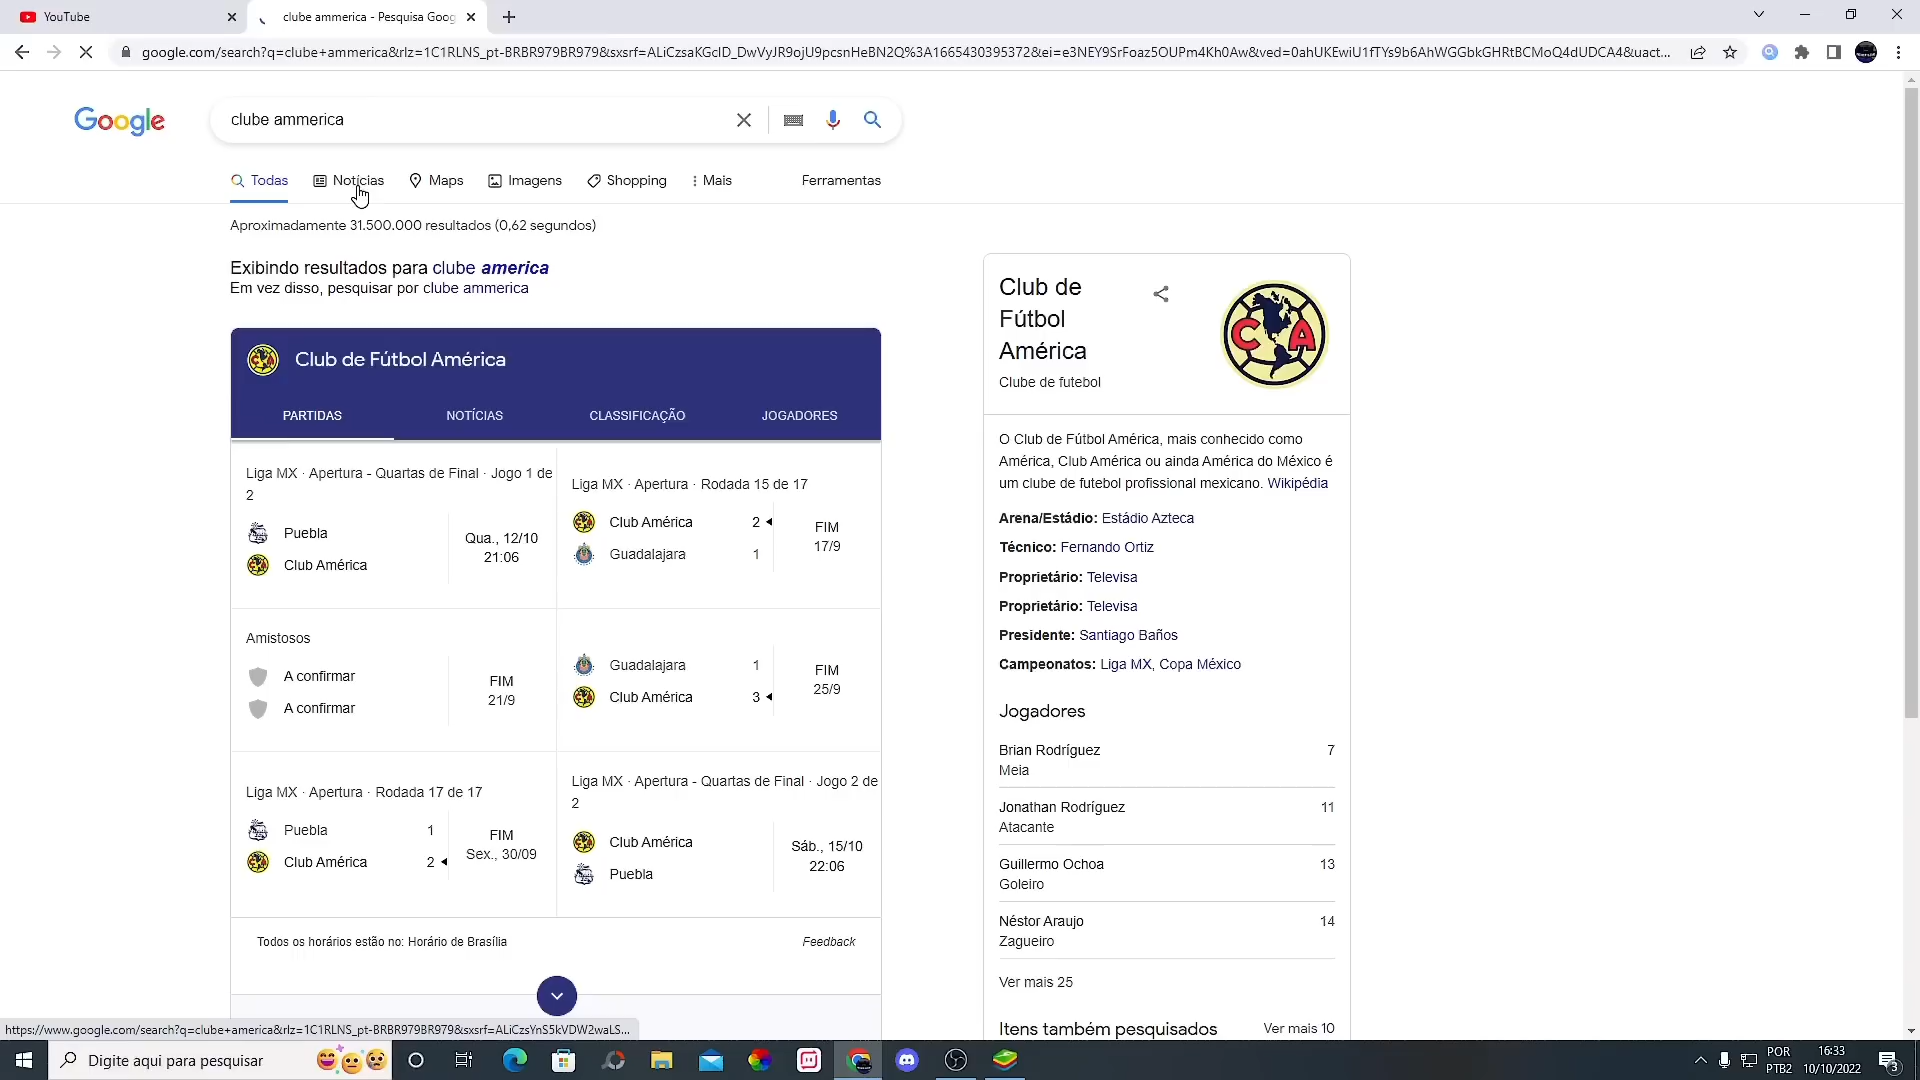 YouTube
clube ammerica - Pesquisa Goog
google.com/search?q=clube+ammerica&rlz=1C1RLNS_pt-BRBR979BR979&sxsrf=ALiCzsaKGcID_DwVyJR9ojU9pcsnHeBN2Q%3A1665430395372&ei=e3NEY9SrFoaz5OUPm4Kh0Aw&ved=0ahUKEwiU1fTYs9b6AhWGGbkGHRtBCMoQ4dUDCA4&uact...
Google
clube ammerica
Todas
Notícias
Maps
Imagens
Shopping
Mais
Ferramentas
Aproximadamente 31.500.000 resultados (0,62 segundos)
Exibindo resultados para clube america
Em vez disso, pesquisar por clube ammerica
Club de Fútbol América
PARTIDAS
NOTÍCIAS
CLASSIFICAÇÃO
JOGADORES
Liga MX · Apertura - Quartas de Final · Jogo 1 de
2
Puebla
Club América
Qua., 12/10
21:06
Liga MX · Apertura · Rodada 15 de 17
Club América 2
Guadalajara 1
FIM
17/9
Amistosos
A confirmar
A confirmar
FIM
21/9
Guadalajara 1
Club América 3
FIM
25/9
Liga MX · Apertura · Rodada 17 de 17
Puebla 1
Club América 2
FIM
Sex., 30/09
Liga MX · Apertura - Quartas de Final · Jogo 2 de
2
Club América
Puebla
Sáb., 15/10
22:06
Todos os horários estão no: Horário de Brasília
Feedback
Club de
Fútbol
América
Clube de futebol
CA
O Club de Fútbol América, mais conhecido como
América, Club América ou ainda América do México é
um clube de futebol profissional mexicano. Wikipédia
Arena/Estádio: Estádio Azteca
Técnico: Fernando Ortiz
Proprietário: Televisa
Proprietário: Televisa
Presidente: Santiago Baños
Campeonatos: Liga MX, Copa México
Jogadores
Brian Rodríguez 7
Meia
Jonathan Rodríguez 11
Atacante
Guillermo Ochoa 13
Goleiro
Néstor Araujo 14
Zagueiro
Ver mais 25
Itens também pesquisados
Ver mais 10
https://www.google.com/search?q=clube+america&rlz=1C1RLNS_pt-BRBR979BR979&sxsrf=ALiCzsYnS5kVDW2waLS...
Digite aqui para pesquisar
POR
PTB2
16:33
10/10/2022
3